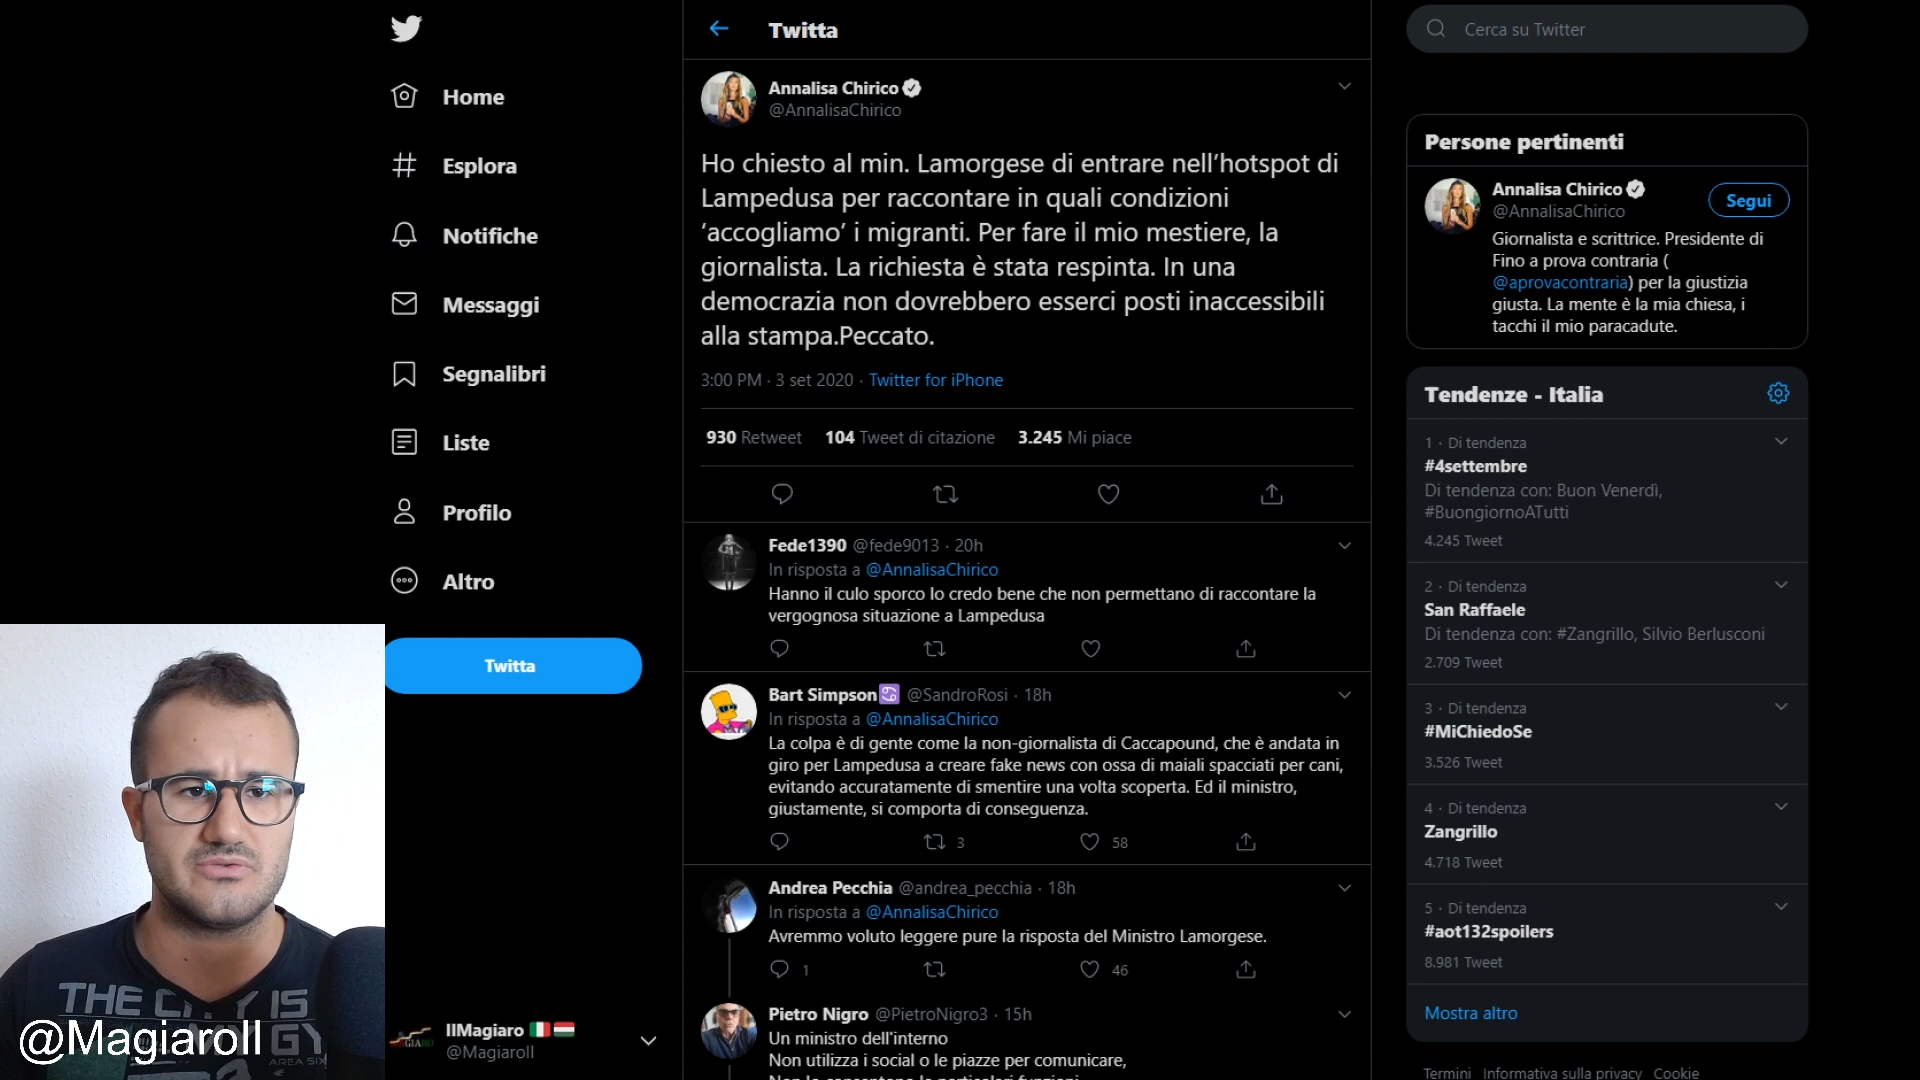 Home
Esplora
Notifiche
Messaggi
Segnalibri
Liste
Profilo
Altro
Twitta
IlMagiaro
@MagiaroIl
THE CITY IS
MY GY
AREA SIX
@MagiaroIl
Twitta
Annalisa Chirico
@AnnalisaChirico
Ho chiesto al min. Lamorgese di entrare nell’hotspot di
Lampedusa per raccontare in quali condizioni
‘accogliamo’ i migranti. Per fare il mio mestiere, la
giornalista. La richiesta è stata respinta. In una
democrazia non dovrebbero esserci posti inaccessibili
alla stampa.Peccato.
3:00 PM · 3 set 2020 · Twitter for iPhone
930 Retweet 104 Tweet di citazione 3.245 Mi piace
Fede1390 @fede9013 · 20h
In risposta a @AnnalisaChirico
Hanno il culo sporco lo credo bene che non permettano di raccontare la
vergognosa situazione a Lampedusa
Bart Simpson♋ @SandroRosi · 18h
In risposta a @AnnalisaChirico
La colpa è di gente come la non-giornalista di Caccapound, che è andata in
giro per Lampedusa a creare fake news con ossa di maiali spacciati per cani,
evitando accuratamente di smentire una volta scoperta. Ed il ministro,
giustamente, si comporta di conseguenza.
3 58
Andrea Pecchia @andrea_pecchia · 18h
In risposta a @AnnalisaChirico
Avremmo voluto leggere pure la risposta del Ministro Lamorgese.
1 46
Pietro Nigro @PietroNigro3 · 15h
Un ministro dell'interno
Non utilizza i social o le piazze per comunicare,
Cerca su Twitter
Persone pertinenti
Annalisa Chirico
@AnnalisaChirico
Segui
Giornalista e scrittrice. Presidente di
Fino a prova contraria (
@aprovacontraria) per la giustizia
giusta. La mente è la mia chiesa, i
tacchi il mio paracadute.
Tendenze - Italia
1 · Di tendenza
#4settembre
Di tendenza con: Buon Venerdì,
#BuongiornoATutti
4.245 Tweet
2 · Di tendenza
San Raffaele
Di tendenza con: #Zangrillo, Silvio Berlusconi
2.709 Tweet
3 · Di tendenza
#MiChiedoSe
3.526 Tweet
4 · Di tendenza
Zangrillo
4.718 Tweet
5 · Di tendenza
#aot132spoilers
8.981 Tweet
Mostra altro
Termini Informativa sulla privacy Cookie